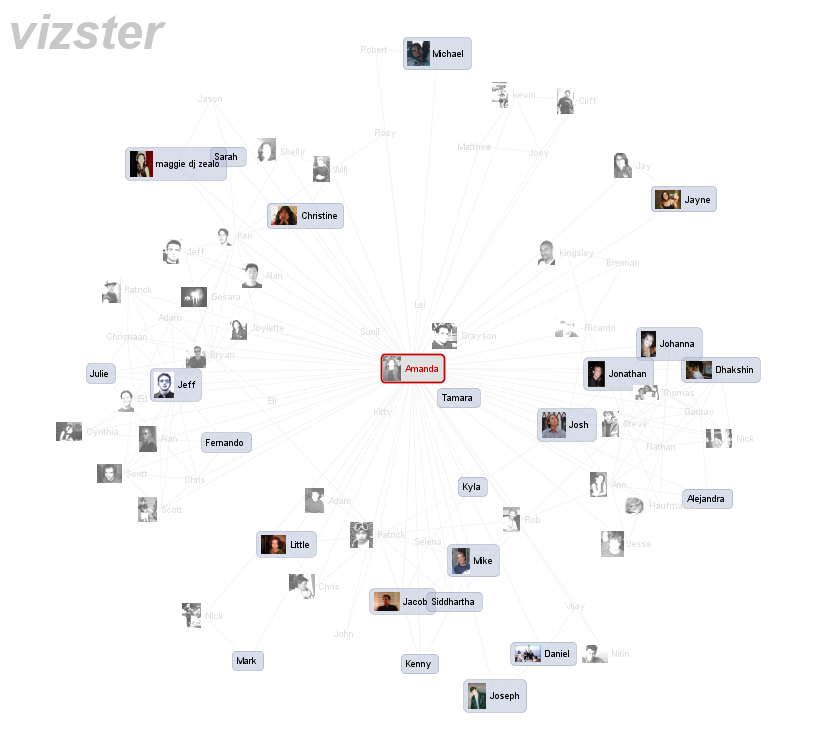 vizster
Robert
Michael
Kevin
Cliff
Jason
Rosy
Matthew
Joey
Shelly
Sarah
maggie dj zealo
Will
Jay
Jayne
Christine
Ken
Jeff
Kingsley
Brennan
Alan
Patrick
Gesara
Lei
Adam
Joylette
Sunil
Grayson
Ricardo
Christiaan
Johanna
Bryan
Amanda
Julie
Jeff
Jonathan
Dhakshin
Ed
Eli
Tamara
Thomas
Kitty
Gaurav
Josh
Steve
Cynthia
Alan
Fernando
Nick
Nathan
Scott
Chris
Kyla
Ann
Adam
Alejandra
Scott
Haufman
Rob
Patrick
Selena
Little
Jesse
Mike
Chris
Jacob
Siddhartha
Vijay
Nick
John
Mark
Kenny
Daniel
Nitin
Joseph